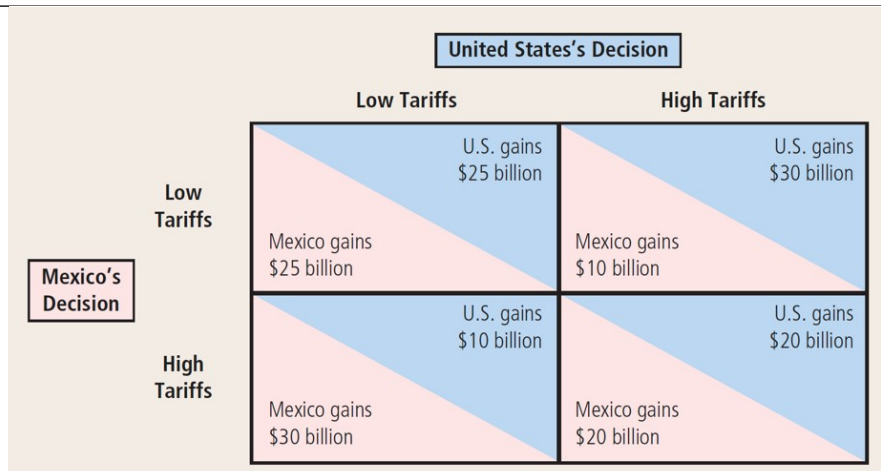 United States's Decision
Low Tariffs
High Tariffs
Mexico's
Decision
Low
Tariffs
U.S. gains
$25 billion
Mexico gains
$25 billion
U.S. gains
$30 billion
Mexico gains
$10 billion
High
Tariffs
U.S. gains
$10 billion
Mexico gains
$30 billion
U.S. gains
$20 billion
Mexico gains
$20 billion